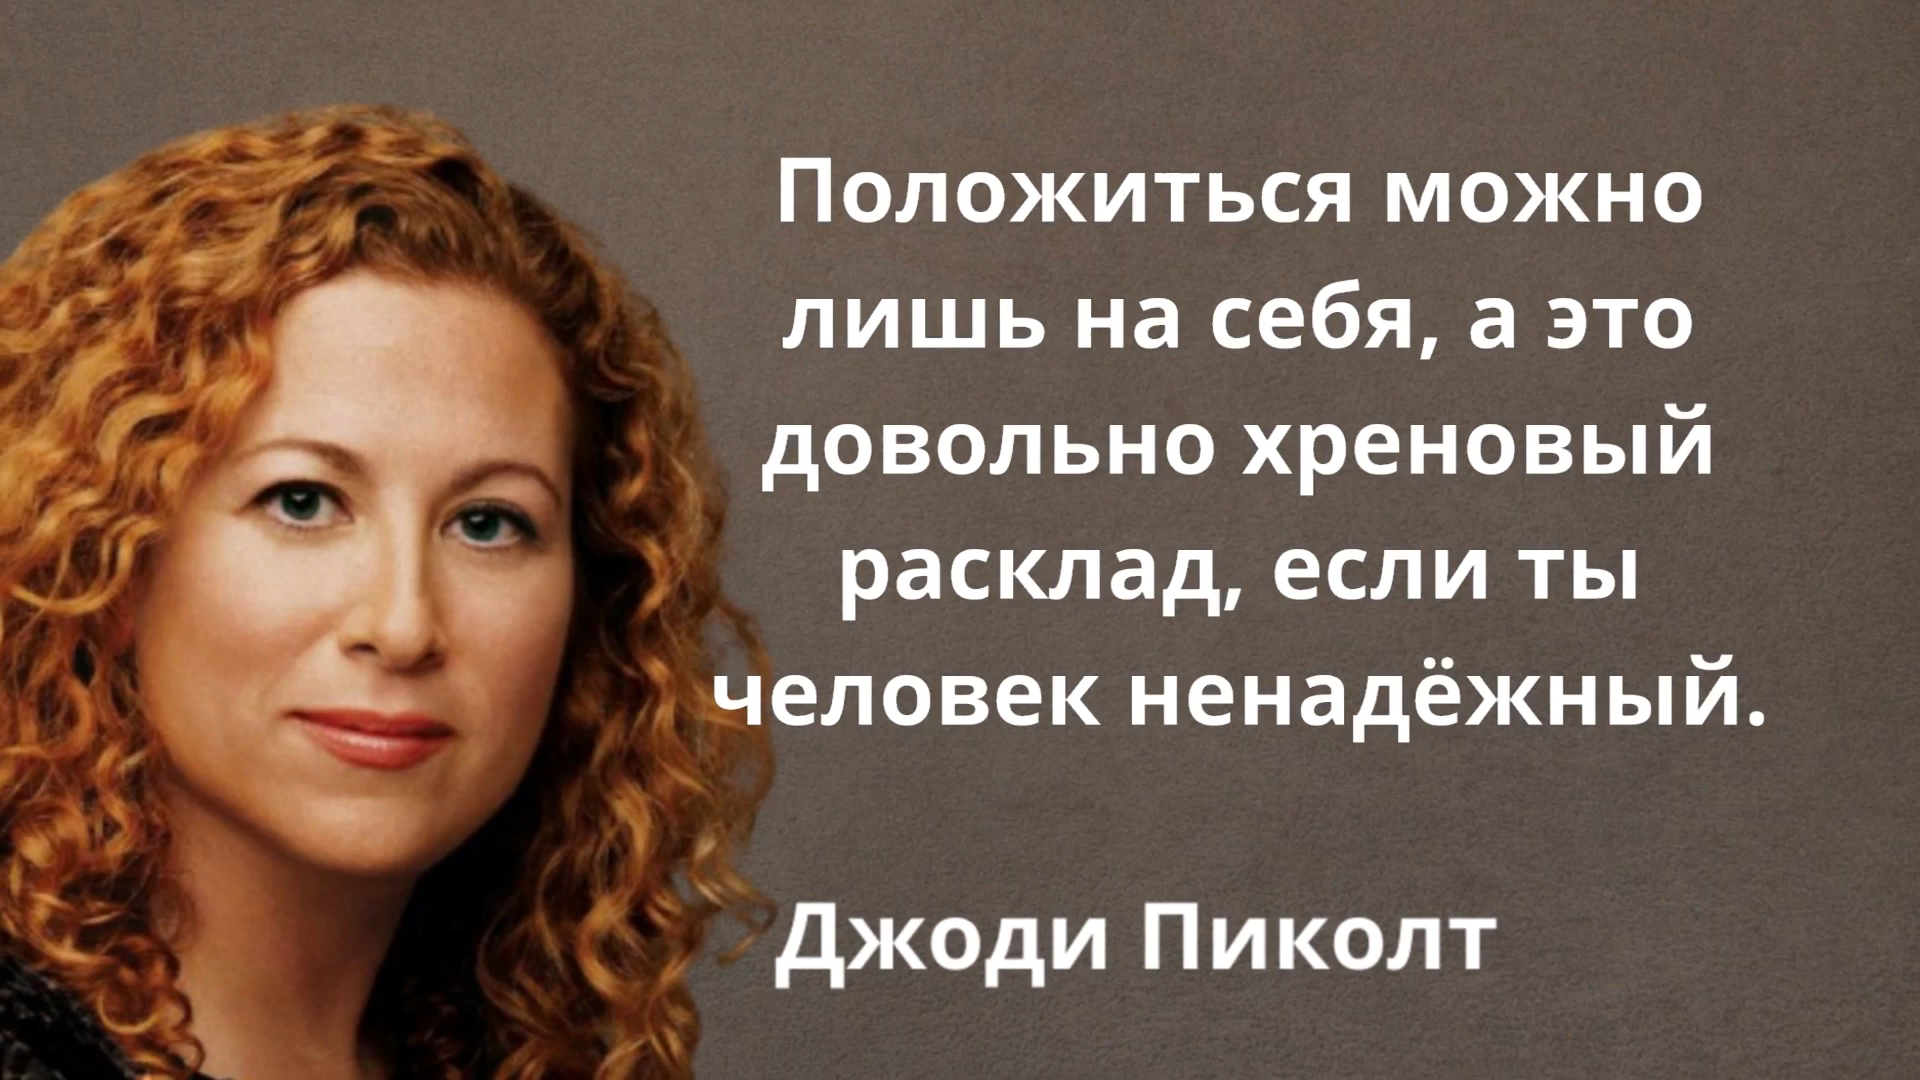 Положиться можно
лишь на себя, а это
довольно хреновый
расклад, если ты
человек ненадёжный.
Джоди Пиколт